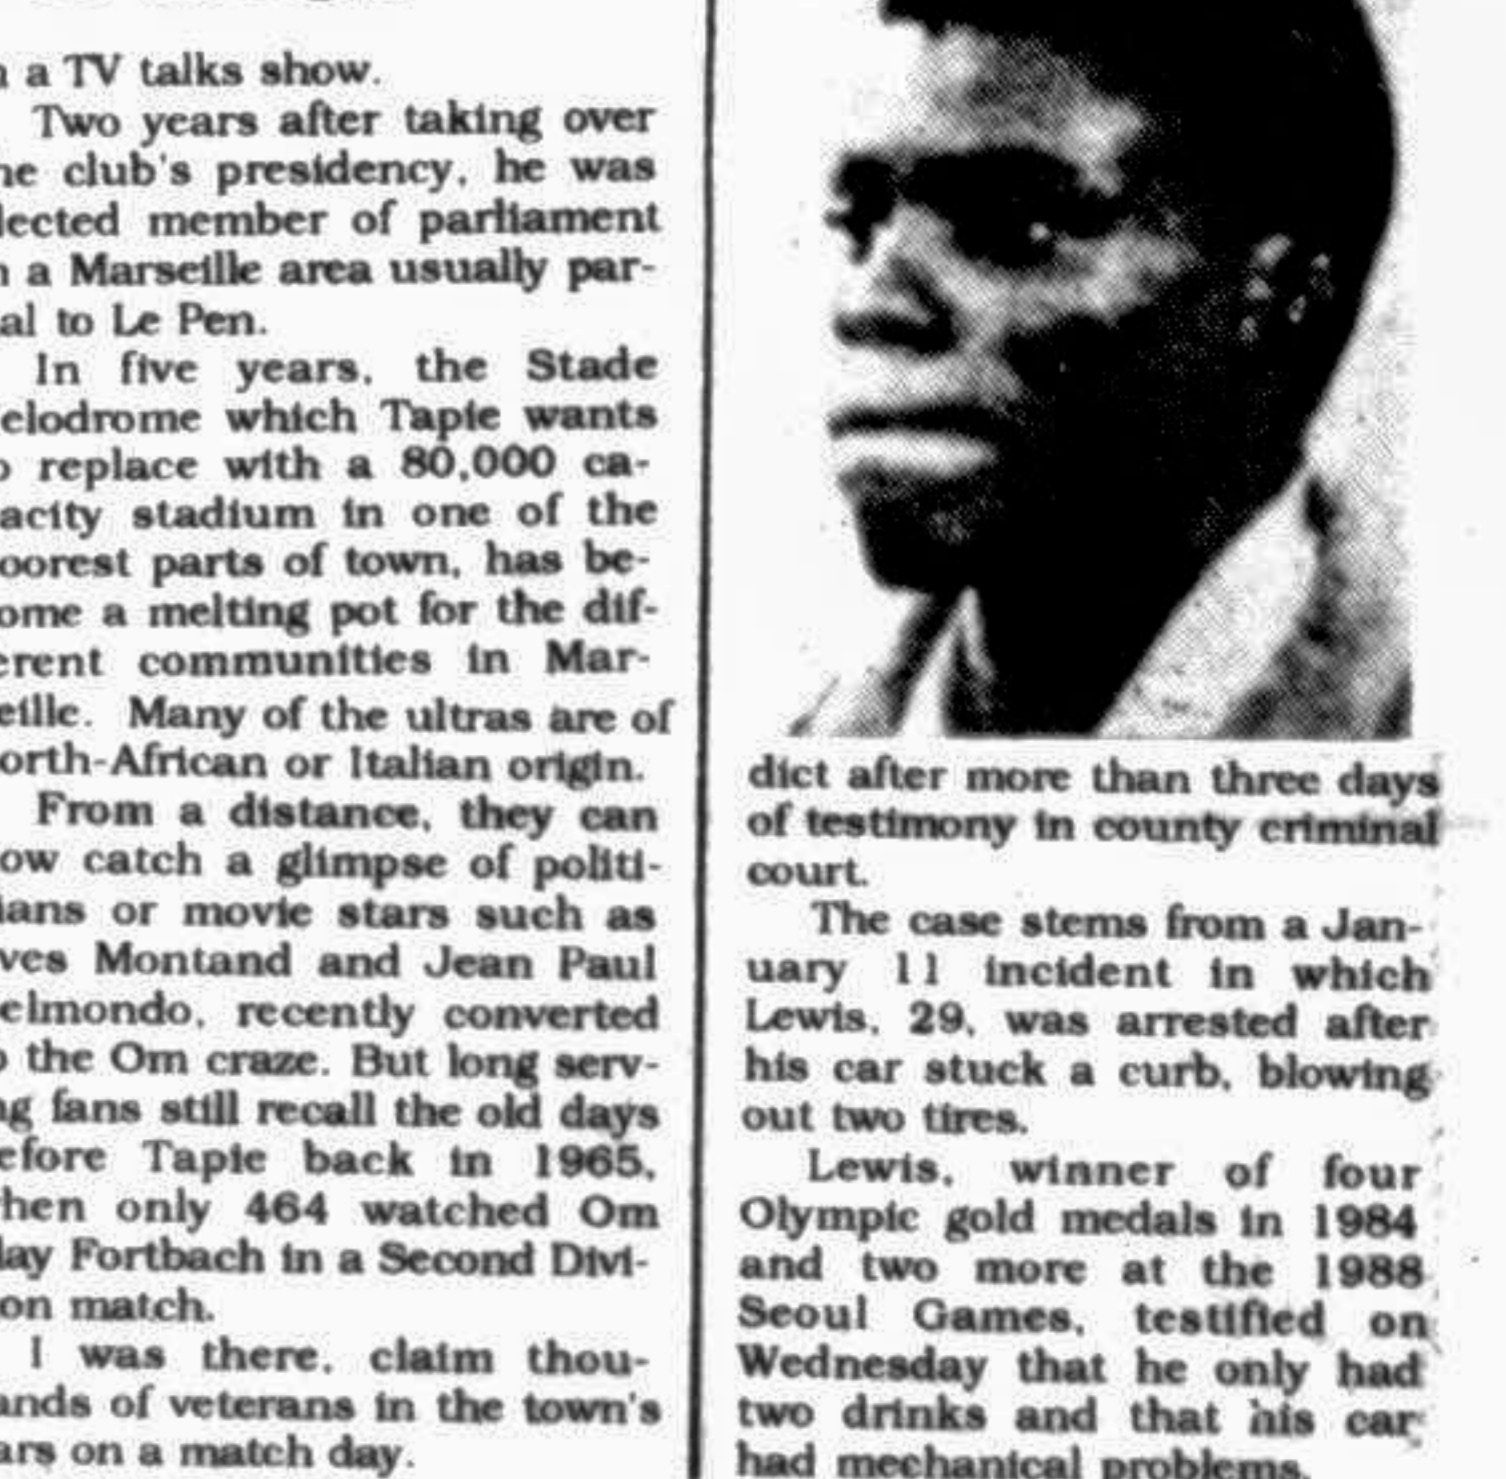 a TV talks show.
Two years after taking over
he club's presidency, he was
lected member of parliament
a Marseille area usually par-
al to Le Pen.
In five years, the Stade
elodrome which Tapie wants
replace with a 80,000 ca-
acity stadium in one of the
oorest parts of town, has be-
ome a melting pot for the dif-
erent communities in Mar-
eille. Many of the ultras are of
orth-African or Italian origin.
From a distance, they can
ow catch a glimpse of politi-
ians or movie stars such as
ves Montand and Jean Paul
elmondo, recently converted
the Om craze. But long serv-
ng fans still recall the old days
efore Tapie back in 1965,
hen only 464 watched Om
lay Fortbach in a Second Divi-
on match.
I was there, claim thou-
ands of veterans in the town's
ars on a match day.
dict after more than three days
of testimony in county criminal
court.
The case stems from a Jan-
uary 11 incident in which
Lewis, 29, was arrested after
his car stuck a curb, blowing
out two tires.
Lewis, winner of four
Olympic gold medals in 1984
and two more at the 1988
Seoul Games, testified on
Wednesday that he only had
two drinks and that his car
had mechanical problems.